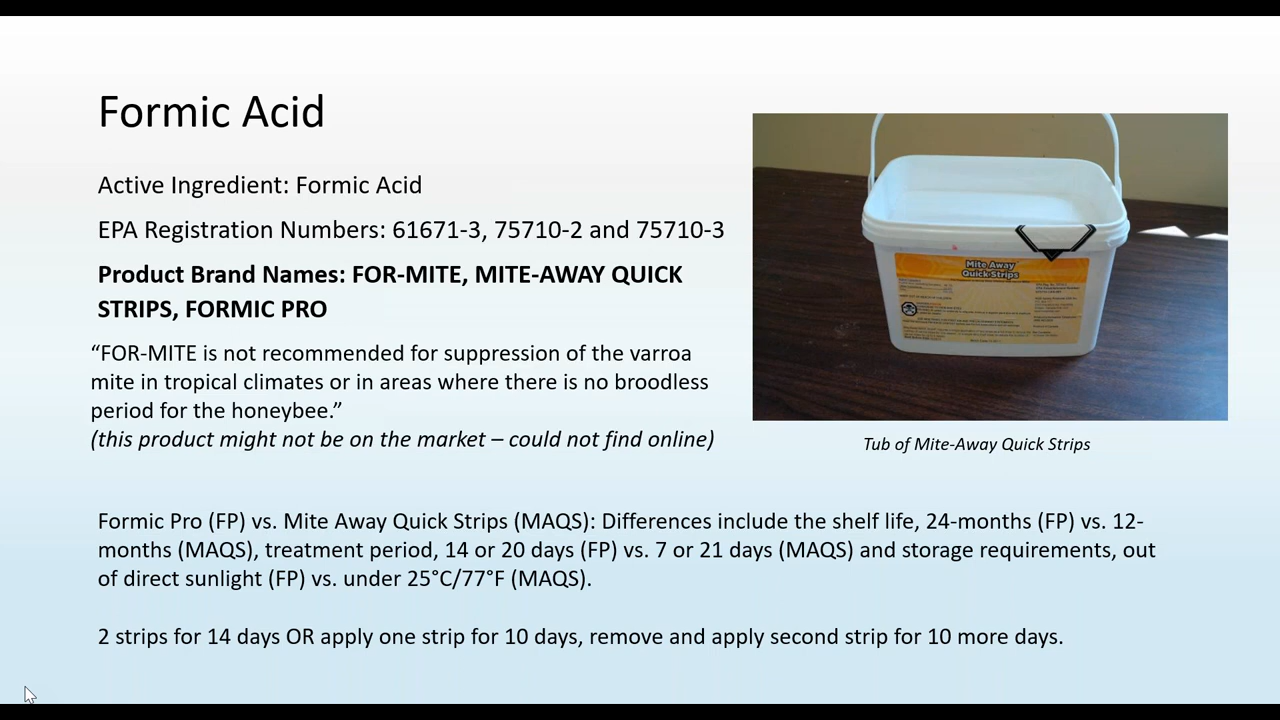 Formic Acid
Active Ingredient: Formic Acid
EPA Registration Numbers: 61671-3, 75710-2 and 75710-3
Product Brand Names: FOR-MITE, MITE-AWAY QUICK
STRIPS, FORMIC PRO
“FOR-MITE is not recommended for suppression of the varroa
mite in tropical climates or in areas where there is no broodless
period for the honeybee.”
(this product might not be on the market – could not find online)
Mite Away
Quick Strips
Tub of Mite-Away Quick Strips
Formic Pro (FP) vs. Mite Away Quick Strips (MAQS): Differences include the shelf life, 24-months (FP) vs. 12-
months (MAQS), treatment period, 14 or 20 days (FP) vs. 7 or 21 days (MAQS) and storage requirements, out
of direct sunlight (FP) vs. under 25°C/77°F (MAQS).
2 strips for 14 days OR apply one strip for 10 days, remove and apply second strip for 10 more days.